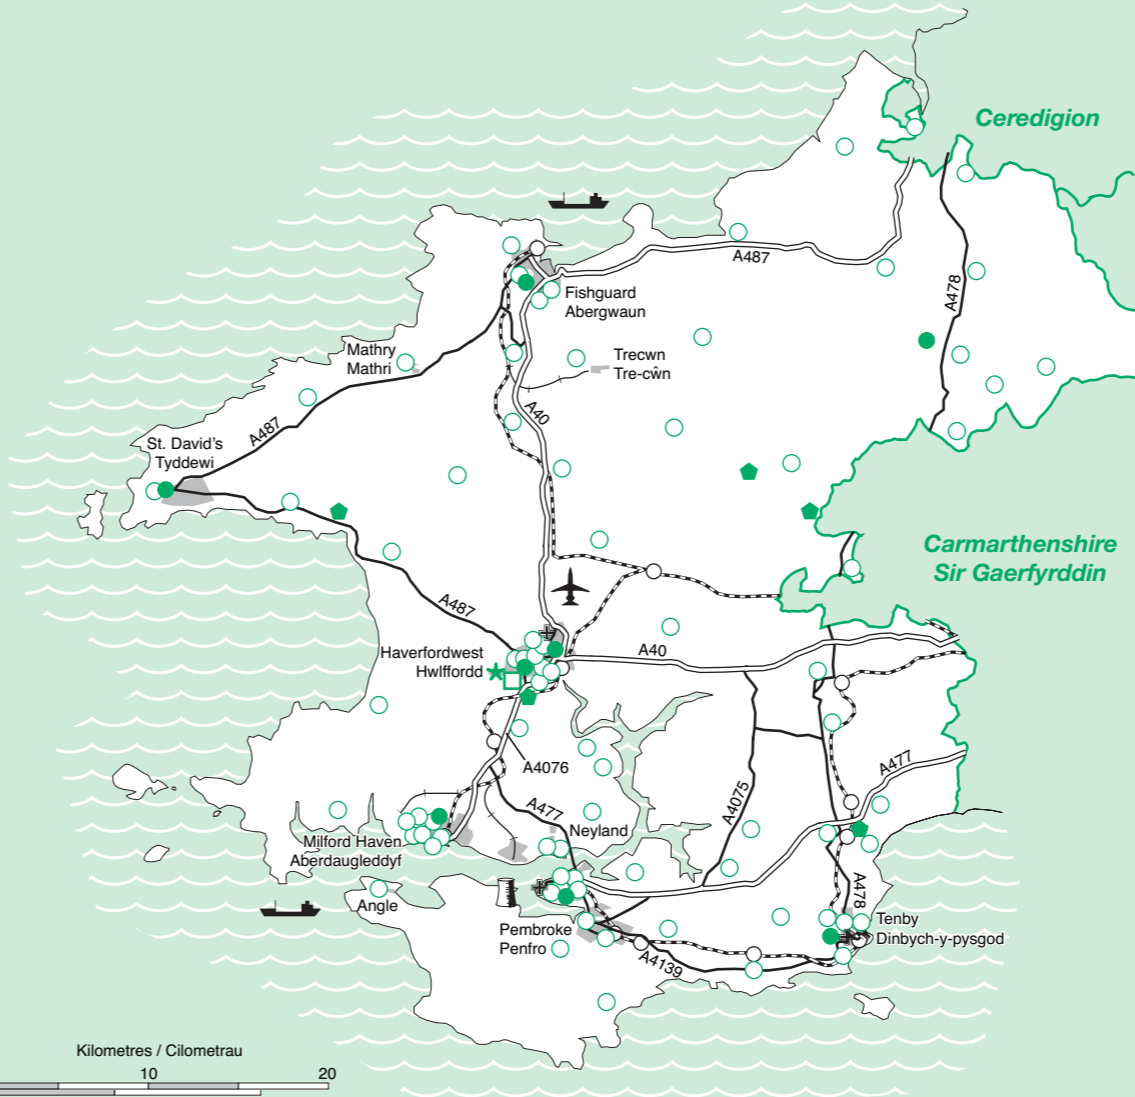 Ceredigion
A487
A478
Fishguard
Abergwaun
Mathry
Mathri
Trecwn
Tre-cŵn
A40
A487
St. David's
Tyddewi
Carmarthenshire
Sir Gaerfyrddin
A487
Haverfordwest
Hwlffordd
A40
A4076
A477
A477
A4075
Neyland
Milford Haven
Aberdaugleddyf
Angle
A478
Tenby
Dinbych-y-pysgod
Pembroke
Penfro
A4139
Kilometres / Cilometrau
10
20